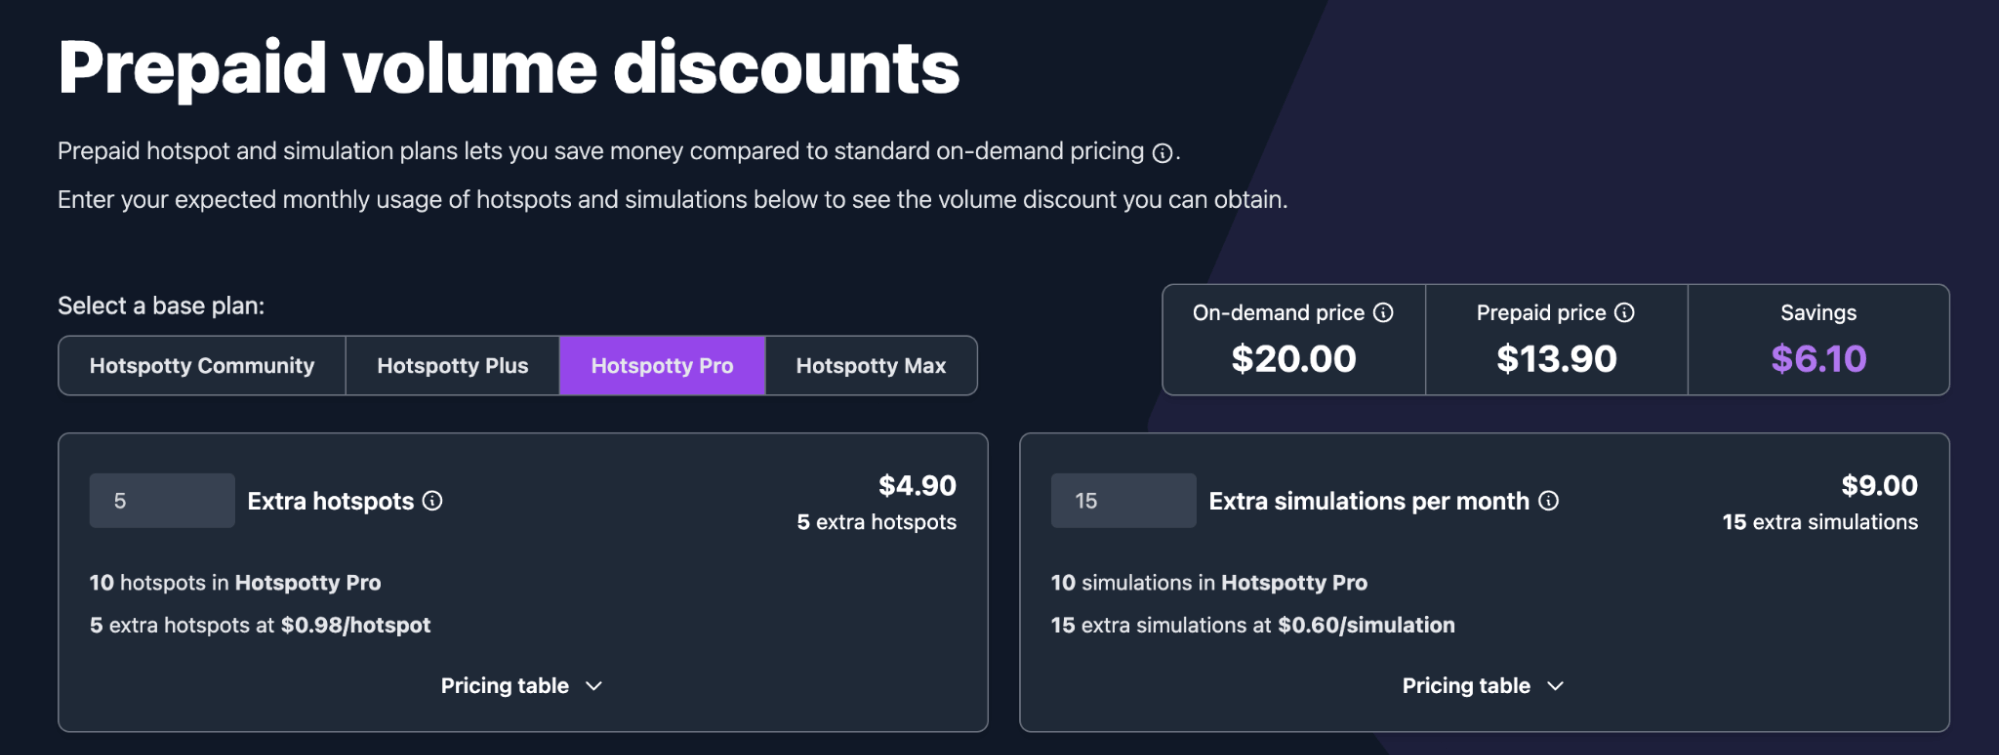 Prepaid volume discounts
Prepaid hotspot and simulation plans lets you save money compared to standard on-demand pricing ⓘ.
Enter your expected monthly usage of hotspots and simulations below to see the volume discount you can obtain.
Select a base plan:
Hotspotty Community
Hotspotty Plus
Hotspotty Pro
Hotspotty Max
On-demand price ⓘ
$20.00
Prepaid price ⓘ
$13.90
Savings
$6.10
5
Extra hotspots ⓘ
$4.90
5 extra hotspots
10 hotspots in Hotspotty Pro
5 extra hotspots at $0.98/hotspot
Pricing table
15
Extra simulations per month ⓘ
$9.00
15 extra simulations
10 simulations in Hotspotty Pro
15 extra simulations at $0.60/simulation
Pricing table